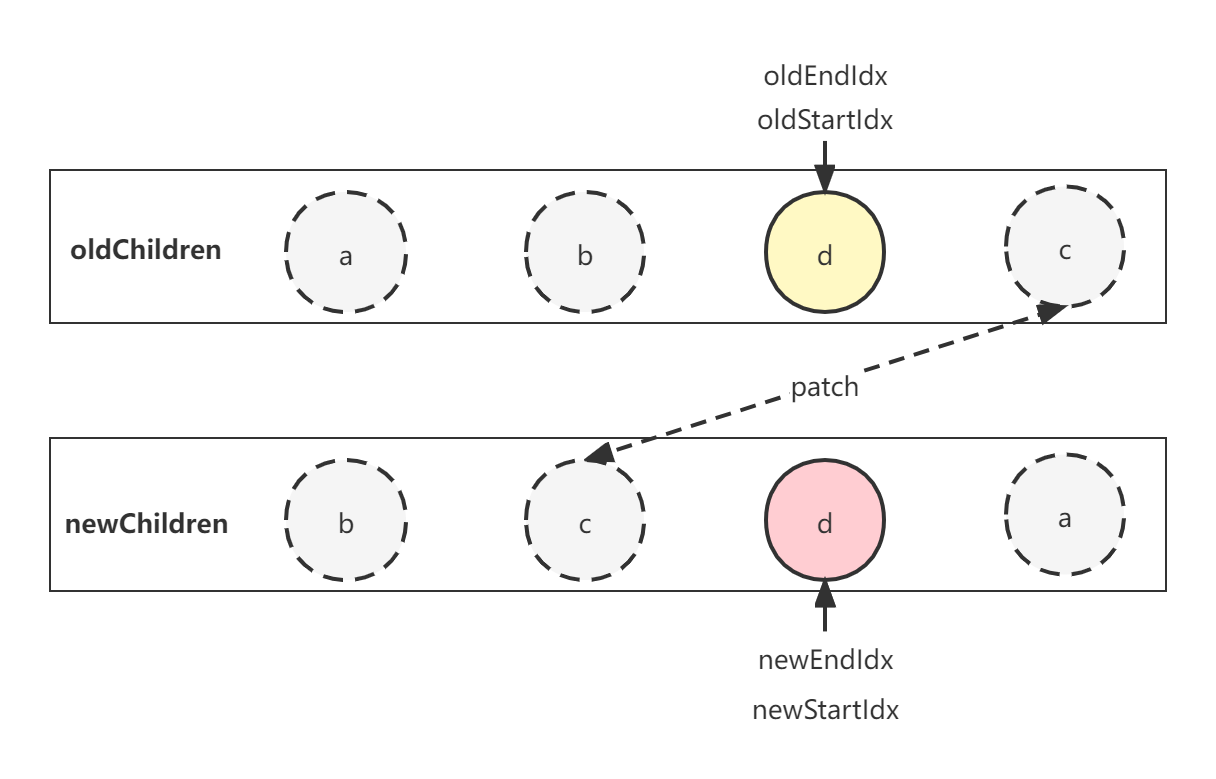 oldEndIdx
oldStartIdx
oldChildren
a
b
d
c
patch
newChildren
b
c
d
a
newEndIdx
newStartIdx